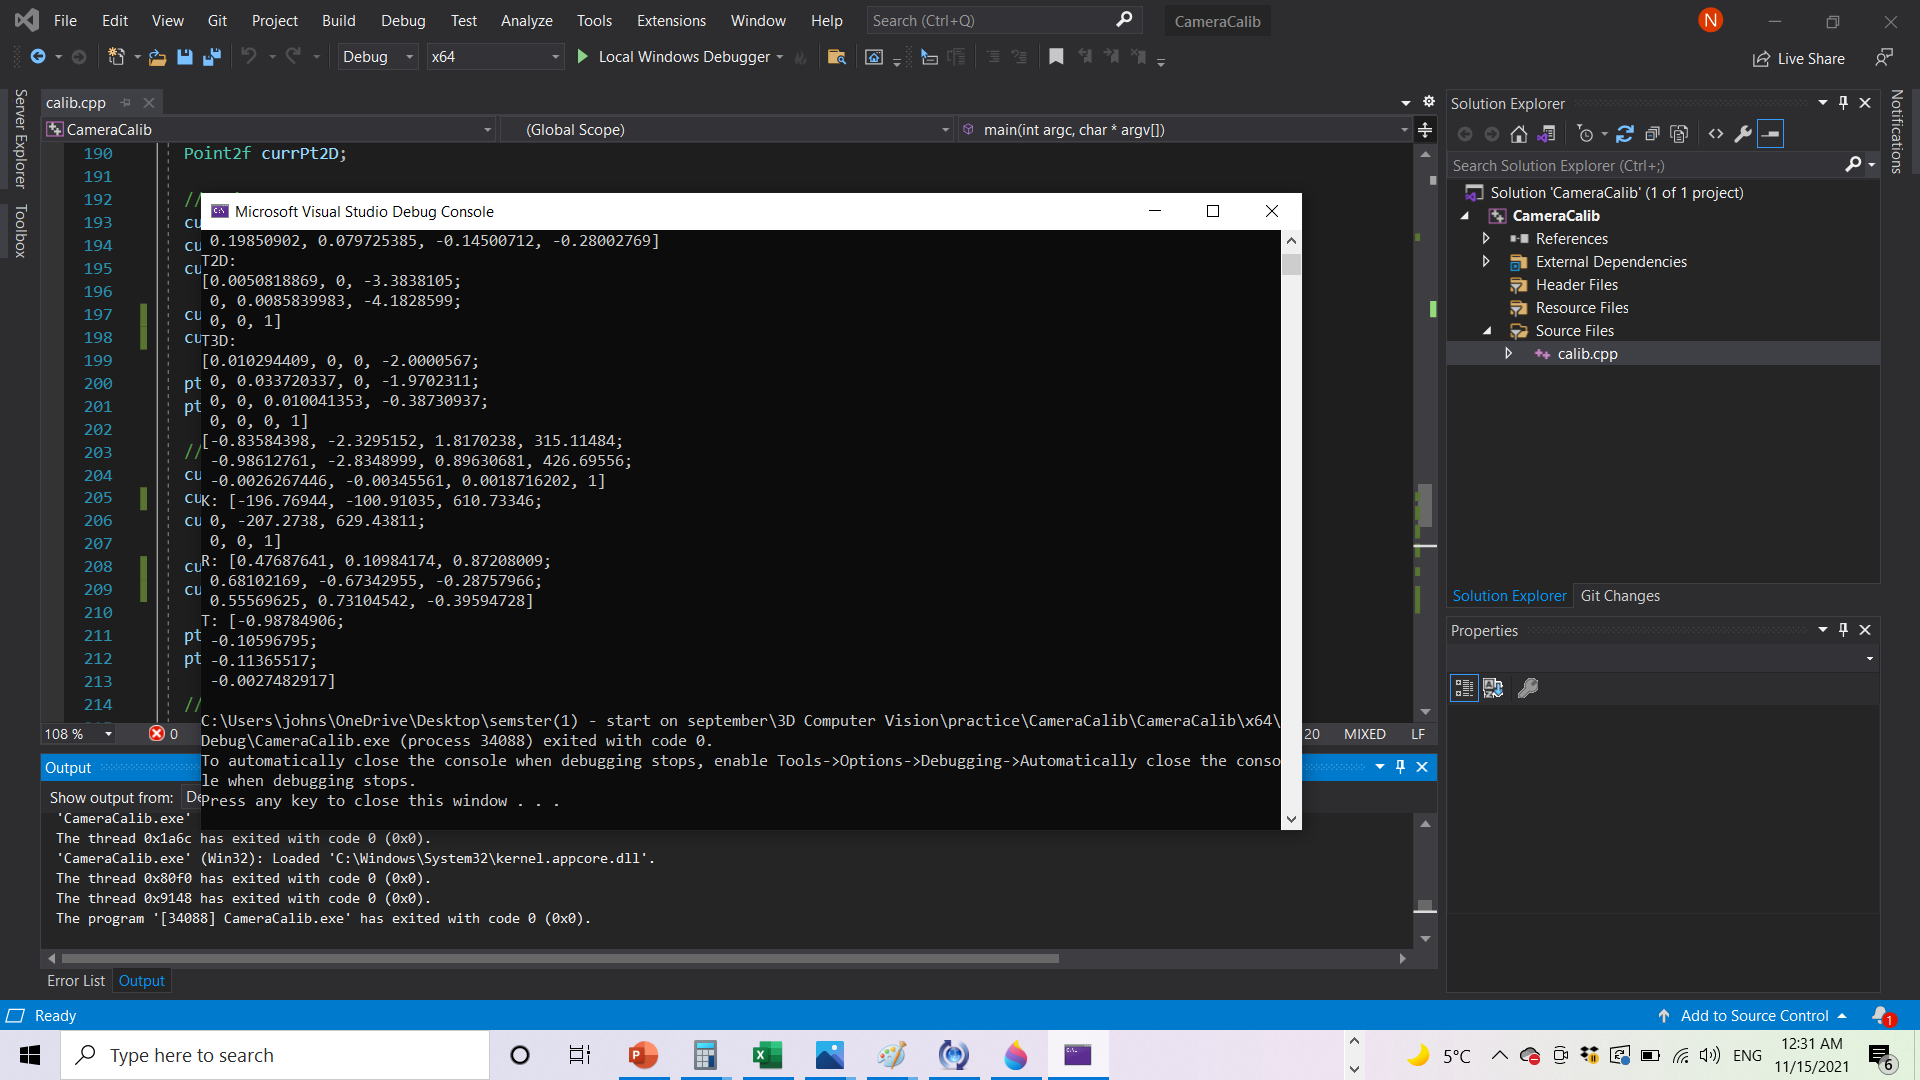 File Edit View Git Project Build Debug Test Analyze Tools Extensions Window Help Search (Ctrl+Q) CameraCalib N
Debug x64 Local Windows Debugger Live Share
Server Explorer
Toolbox
calib.cpp
CameraCalib (Global Scope) main(int argc, char * argv[])
190 Point2f currPt2D;
191
192 //
193 cu
194 cu
195 cu
196
197 cu
198 cu
199
200 pt
201 pt
202
203 //
204 cu
205 cu
206 cu
207
208 cu
209 cu
210
211 pt
212 pt
213
214 //
Microsoft Visual Studio Debug Console
0.19850902, 0.079725385, -0.14500712, -0.28002769]
T2D:
[0.0050818869, 0, -3.3838105;
0, 0.0085839983, -4.1828599;
0, 0, 1]
T3D:
[0.010294409, 0, 0, -2.0000567;
0, 0.033720337, 0, -1.9702311;
0, 0, 0.010041353, -0.38730937;
0, 0, 0, 1]
[-0.83584398, -2.3295152, 1.8170238, 315.11484;
-0.98612761, -2.8348999, 0.89630681, 426.69556;
-0.0026267446, -0.00345561, 0.0018716202, 1]
K: [-196.76944, -100.91035, 610.73346;
0, -207.2738, 629.43811;
0, 0, 1]
R: [0.47687641, 0.10984174, 0.87208009;
0.68102169, -0.67342955, -0.28757966;
0.55569625, 0.73104542, -0.39594728]
T: [-0.98784906;
-0.10596795;
-0.11365517;
-0.0027482917]
C:\Users\johns\OneDrive\Desktop\semster(1) - start on september\3D Computer Vision\practice\CameraCalib\CameraCalib\x64\
Debug\CameraCalib.exe (process 34088) exited with code 0.
To automatically close the console when debugging stops, enable Tools->Options->Debugging->Automatically close the conso
le when debugging stops.
Press any key to close this window . . .
108 % 0 20 MIXED LF
Output
Show output from: De
'CameraCalib.exe'
The thread 0x1a6c has exited with code 0 (0x0).
'CameraCalib.exe' (Win32): Loaded 'C:\Windows\System32\kernel.appcore.dll'.
The thread 0x80f0 has exited with code 0 (0x0).
The thread 0x9148 has exited with code 0 (0x0).
The program '[34088] CameraCalib.exe' has exited with code 0 (0x0).
Error List Output
Solution Explorer
Search Solution Explorer (Ctrl+;)
Solution 'CameraCalib' (1 of 1 project)
CameraCalib
References
External Dependencies
Header Files
Resource Files
Source Files
calib.cpp
Solution Explorer Git Changes
Properties
Notifications
Ready Add to Source Control 1
Type here to search 5°C ENG 12:31 AM
11/15/2021 6